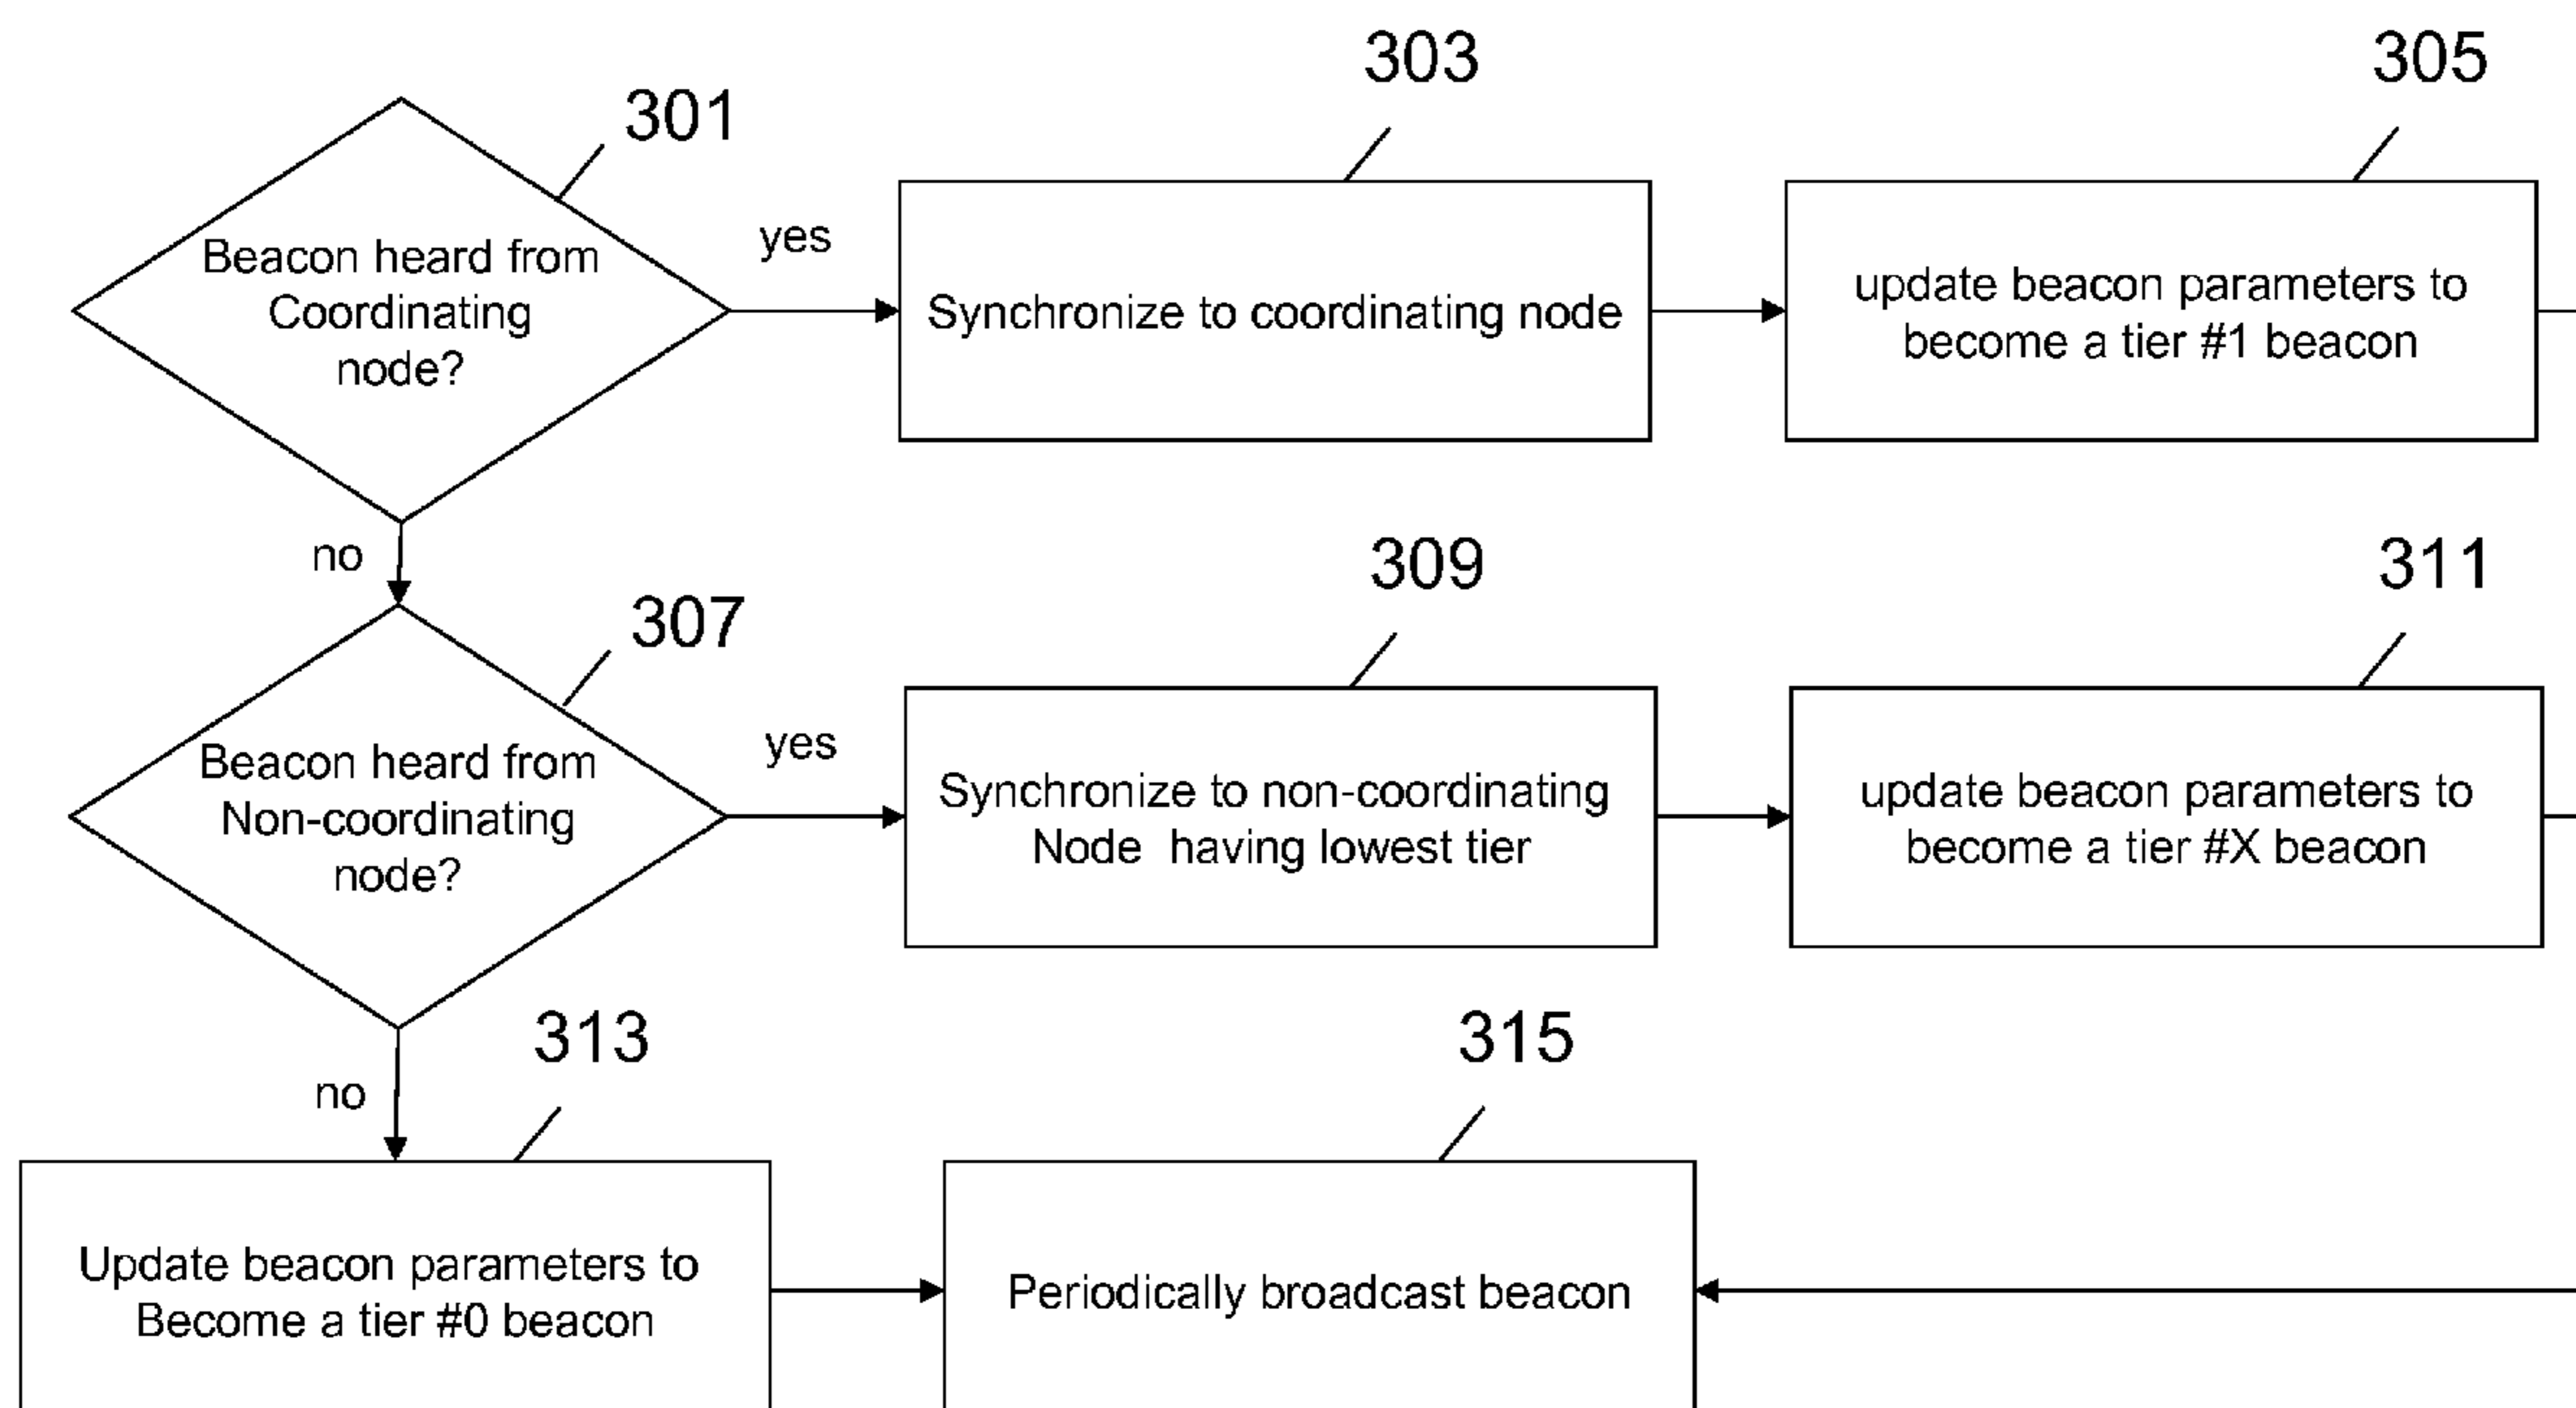 303
305
301
yes
Beacon heard from
Coordinating
node?
Synchronize to coordinating node
update beacon parameters to
become a tier #1 beacon
no
309
311
307
yes
Beacon heard from
Non-coordinating
node?
Synchronize to non-coordinating
Node having lowest tier
update beacon parameters to
become a tier #X beacon
313
315
no
Update beacon parameters to
Become a tier #0 beacon
Periodically broadcast beacon